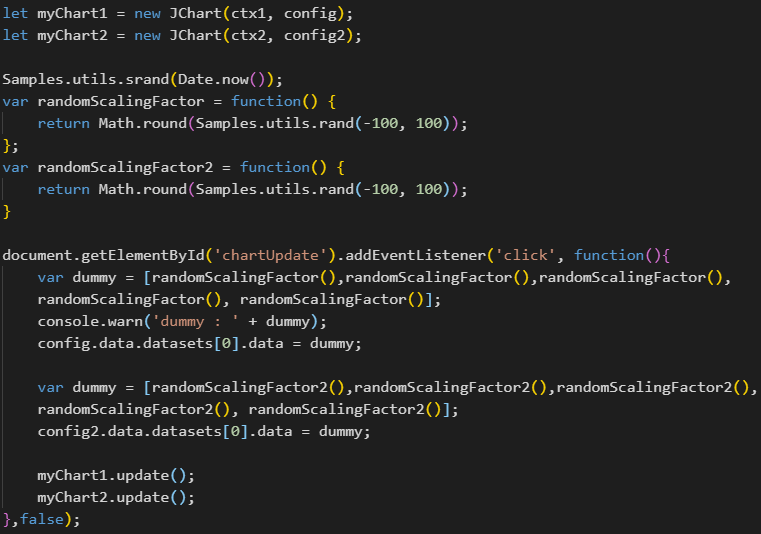 let myChart1 = new JChart(ctx1, config);
let myChart2 = new JChart(ctx2, config2);

Samples.utils.srand(Date.now());
var randomScalingFactor = function() {
    return Math.round(Samples.utils.rand(-100, 100));
};
var randomScalingFactor2 = function() {
    return Math.round(Samples.utils.rand(-100, 100));
}

document.getElementById('chartUpdate').addEventListener('click', function(){
    var dummy = [randomScalingFactor(),randomScalingFactor(),randomScalingFactor(),
    randomScalingFactor(), randomScalingFactor()];
    console.warn('dummy : ' + dummy);
    config.data.datasets[0].data = dummy;

    var dummy = [randomScalingFactor2(),randomScalingFactor2(),randomScalingFactor2(),
    randomScalingFactor2(), randomScalingFactor2()];
    config2.data.datasets[0].data = dummy;

    myChart1.update();
    myChart2.update();
},false);